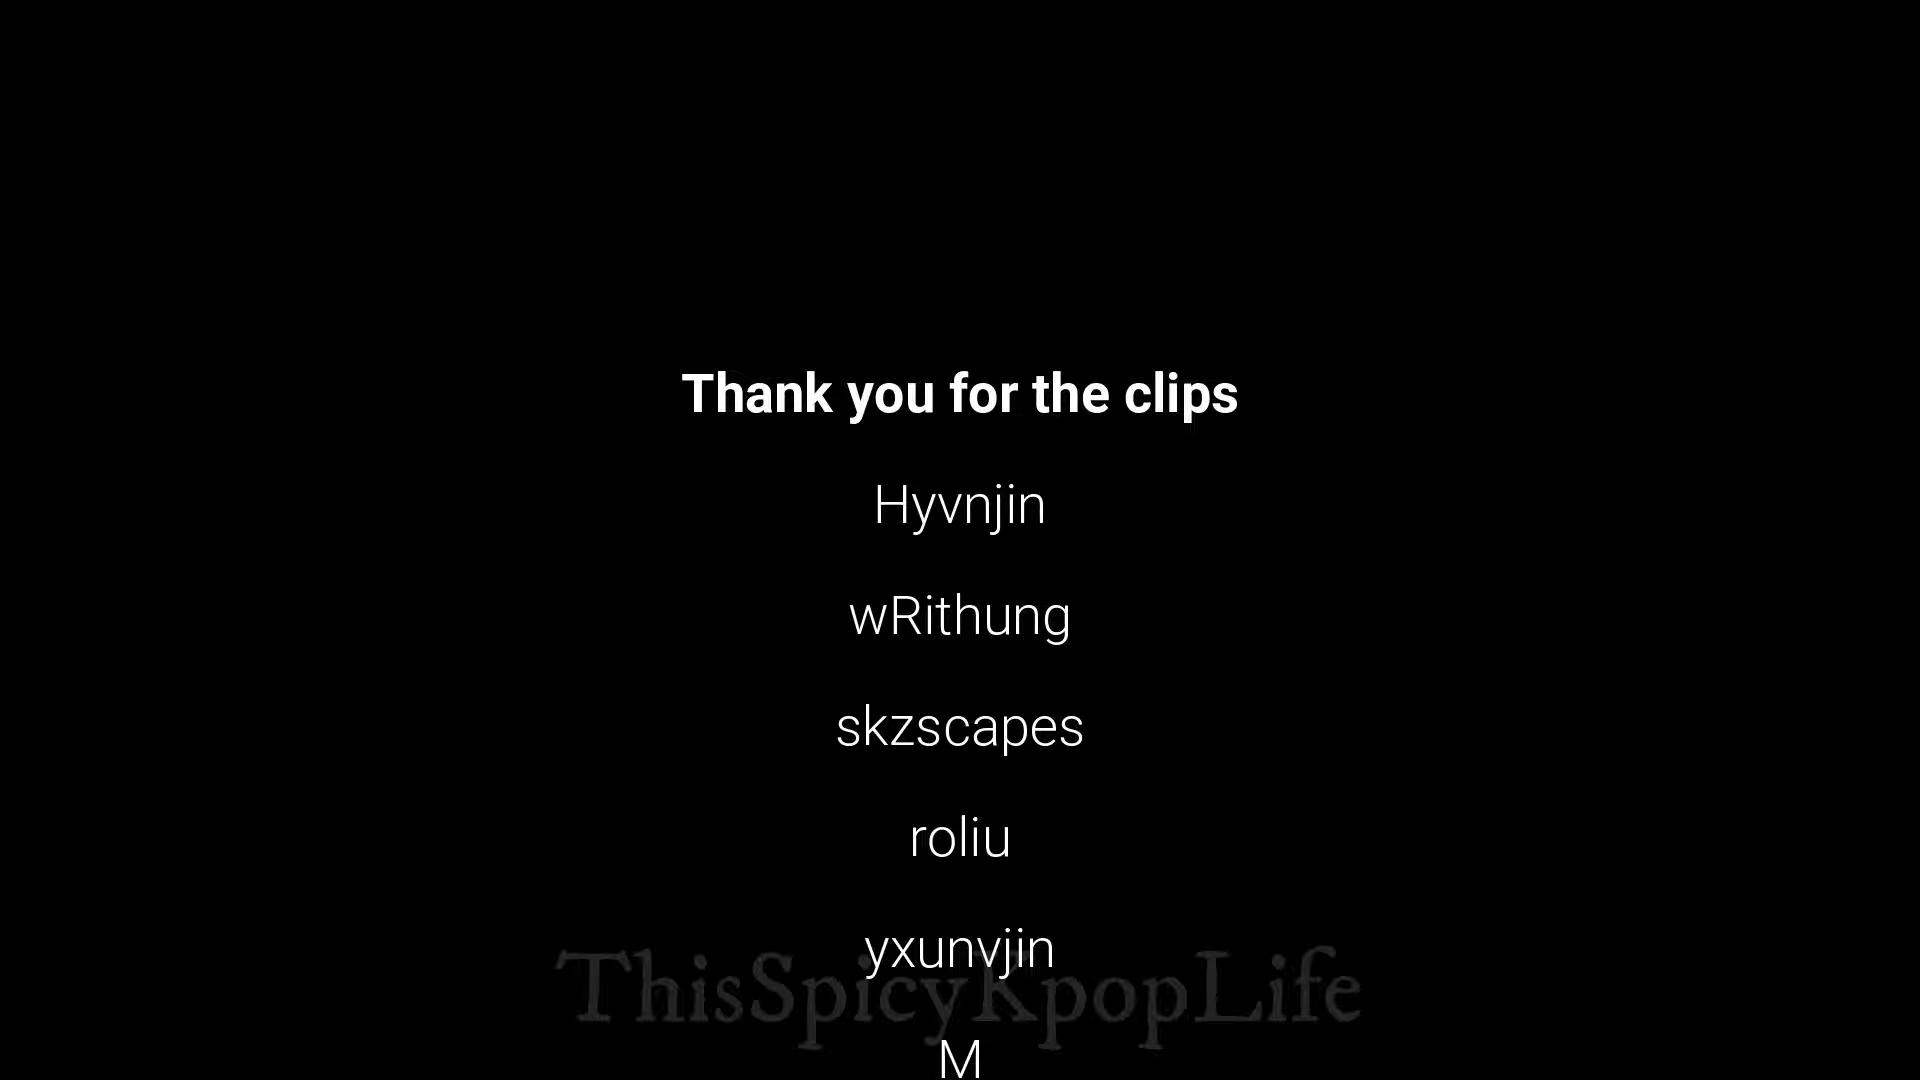 Thank you for the clips
Hyvnjin
wRithung
skzscapes
roliu
yxunvjin
ThisSpicyKpopLife
M